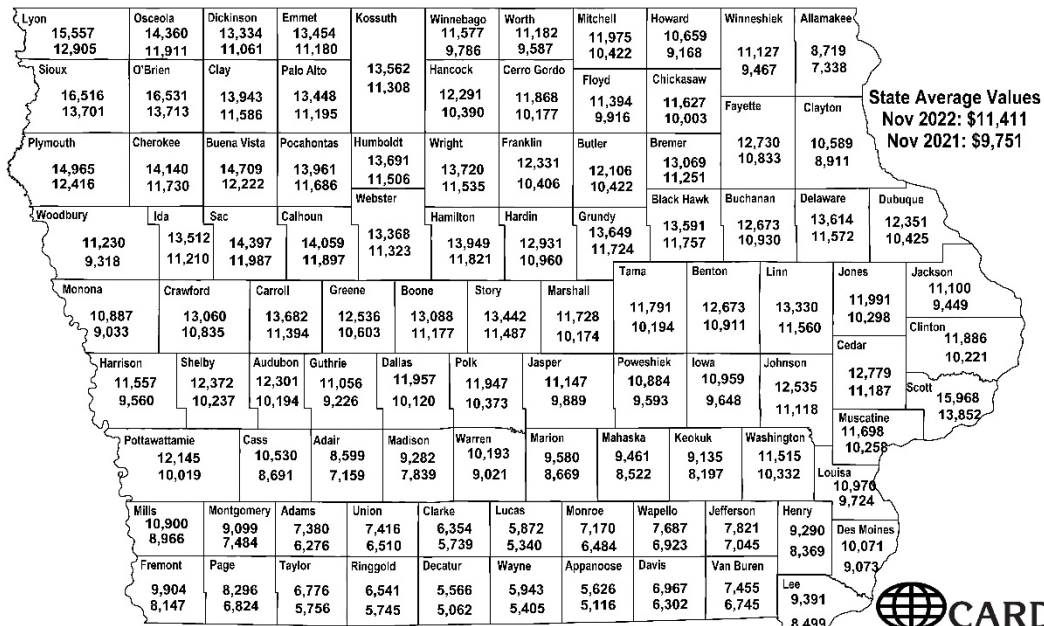 Lyon
15,557
12,905
Osceola
14,360
11,911
Dickinson
13,334
11,061
Emmet
13,454
11,180
Kossuth
13,562
11,308
Winnebago
11,577
9,786
Worth
11,182
9,587
Mitchell
11,975
10,422
Howard
10,659
9,168
Winneshiek
11,127
9,467
Allamakee
8,719
7,338
Sioux
16,516
13,701
O'Brien
16,531
13,713
Clay
13,943
11,586
Palo Alto
13,448
11,195
Hancock
12,291
10,390
Cerro Gordo
11,868
10,177
Floyd
11,394
9,916
Chickasaw
11,627
10,003
Fayette
12,730
10,833
Clayton
10,589
8,911
State Average Values
Nov 2022: $11,411
Nov 2021: $9,751
Plymouth
14,965
12,416
Cherokee
14,140
11,730
Buena Vista
14,709
12,222
Pocahontas
13,961
11,686
Humboldt
13,691
11,506
Wright
13,720
11,535
Franklin
12,331
10,406
Butler
12,106
10,422
Bremer
13,069
11,251
Woodbury
11,230
9,318
Ida
13,512
11,210
Sac
14,397
11,987
Calhoun
14,059
11,897
Webster
13,368
11,323
Hamilton
13,949
11,821
Hardin
12,931
10,960
Grundy
13,649
11,724
Black Hawk
13,591
11,757
Buchanan
12,673
10,930
Delaware
13,614
11,572
Dubuque
12,351
10,425
Monona
10,887
9,033
Crawford
13,060
10,835
Carroll
13,682
11,394
Greene
12,536
10,603
Boone
13,088
11,177
Story
13,442
11,487
Marshall
11,728
10,174
Tama
11,791
10,194
Benton
12,673
10,911
Linn
13,330
11,560
Jones
11,991
10,298
Jackson
11,100
9,449
Clinton
11,886
10,221
Harrison
11,557
9,560
Shelby
12,372
10,237
Audubon
12,301
10,194
Guthrie
11,056
9,226
Dallas
11,957
10,120
Polk
11,947
10,373
Jasper
11,147
9,889
Poweshiek
10,884
9,593
Iowa
10,959
9,648
Johnson
12,535
11,118
Cedar
12,779
11,187
Scott
15,968
13,852
Muscatine
11,698
10,258
Pottawattamie
12,145
10,019
Cass
10,530
8,691
Adair
8,599
7,159
Madison
9,282
7,839
Warren
10,193
9,021
Marion
9,580
8,669
Mahaska
9,461
8,522
Keokuk
9,135
8,197
Washington
11,515
10,332
Louisa
10,970
9,724
Mills
10,900
8,966
Montgomery
9,099
7,484
Adams
7,380
6,276
Union
7,416
6,510
Clarke
6,354
5,739
Lucas
5,872
5,340
Monroe
7,170
6,484
Wapello
7,687
6,923
Jefferson
7,821
7,045
Henry
9,290
8,369
Des Moines
10,071
9,073
Fremont
9,904
8,147
Page
8,296
6,824
Taylor
6,776
5,756
Ringgold
6,541
5,745
Decatur
5,566
5,062
Wayne
5,943
5,405
Appanoose
5,626
5,116
Davis
6,967
6,302
Van Buren
7,455
6,745
Lee
9,391
8,499
CARD